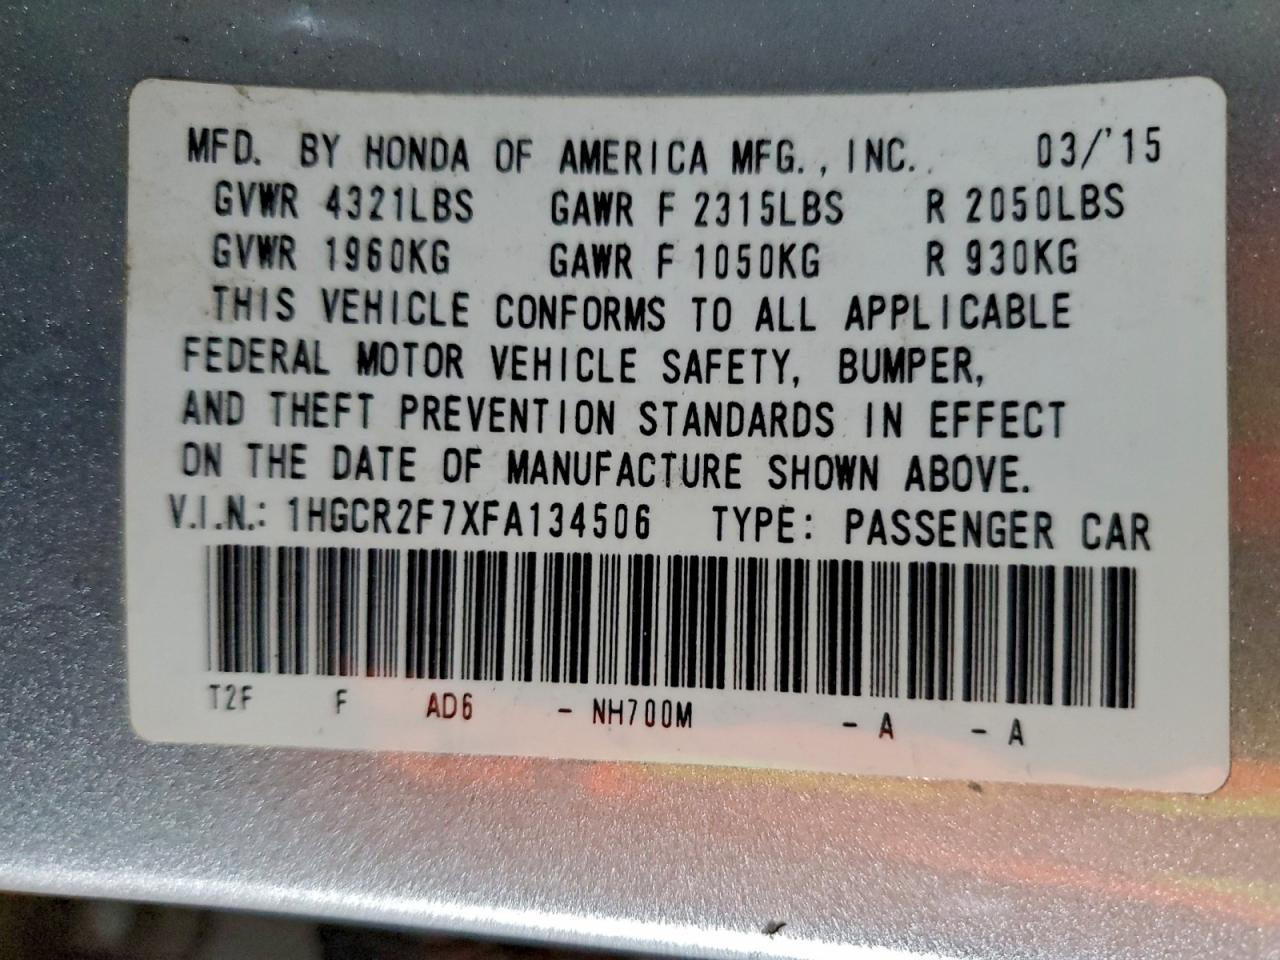 MFD. BY HONDA OF AMERICA MFG., INC. 03/'15
GVWR 4321LBS GAWR F 2315LBS R 2050LBS
GVWR 1960KG GAWR F 1050KG R 930KG
THIS VEHICLE CONFORMS TO ALL APPLICABLE
FEDERAL MOTOR VEHICLE SAFETY, BUMPER,
AND THEFT PREVENTION STANDARDS IN EFFECT
ON THE DATE OF MANUFACTURE SHOWN ABOVE.
V.I.N.: 1HGCR2F7XFA134506 TYPE: PASSENGER CAR
T2F F AD6 - NH700M - A - A